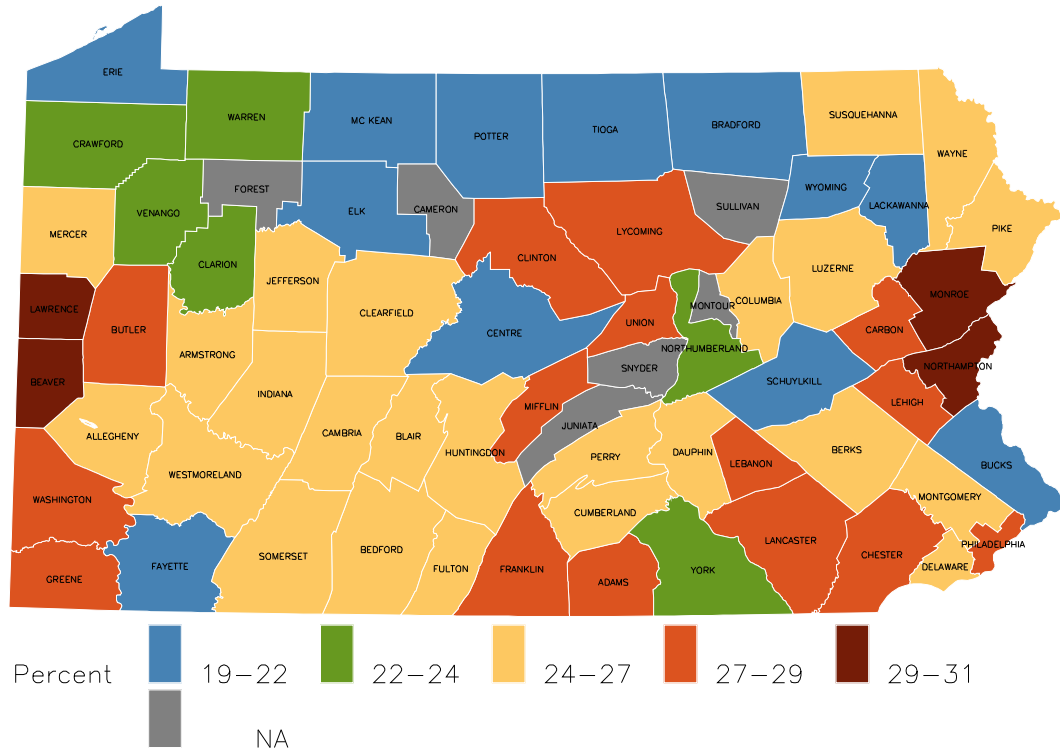 ERIE
WARREN
MC KEAN
POTTER
TIOGA
BRADFORD
SUSQUEHANNA
WAYNE
CRAWFORD
FOREST
ELK
CAMERON
SULLIVAN
WYOMING
LACKAWANNA
PIKE
VENANGO
MERCER
CLARION
JEFFERSON
CLINTON
LYCOMING
LUZERNE
COLUMBIA
MONTOUR
MONROE
LAWRENCE
BUTLER
ARMSTRONG
CLEARFIELD
CENTRE
UNION
NORTHUMBERLAND
CARBON
BEAVER
INDIANA
SNYDER
SCHUYLKILL
NORTHAMPTON
LEHIGH
MIFFLIN
JUNIATA
ALLEGHENY
CAMBRIA
BLAIR
HUNTINGDON
PERRY
DAUPHIN
LEBANON
BERKS
BUCKS
WESTMORELAND
WASHINGTON
CUMBERLAND
MONTGOMERY
PHILADELPHIA
LANCASTER
CHESTER
DELAWARE
GREENE
FAYETTE
SOMERSET
BEDFORD
FULTON
FRANKLIN
ADAMS
YORK
Percent 19-22 22-24 24-27 27-29 29-31
NA